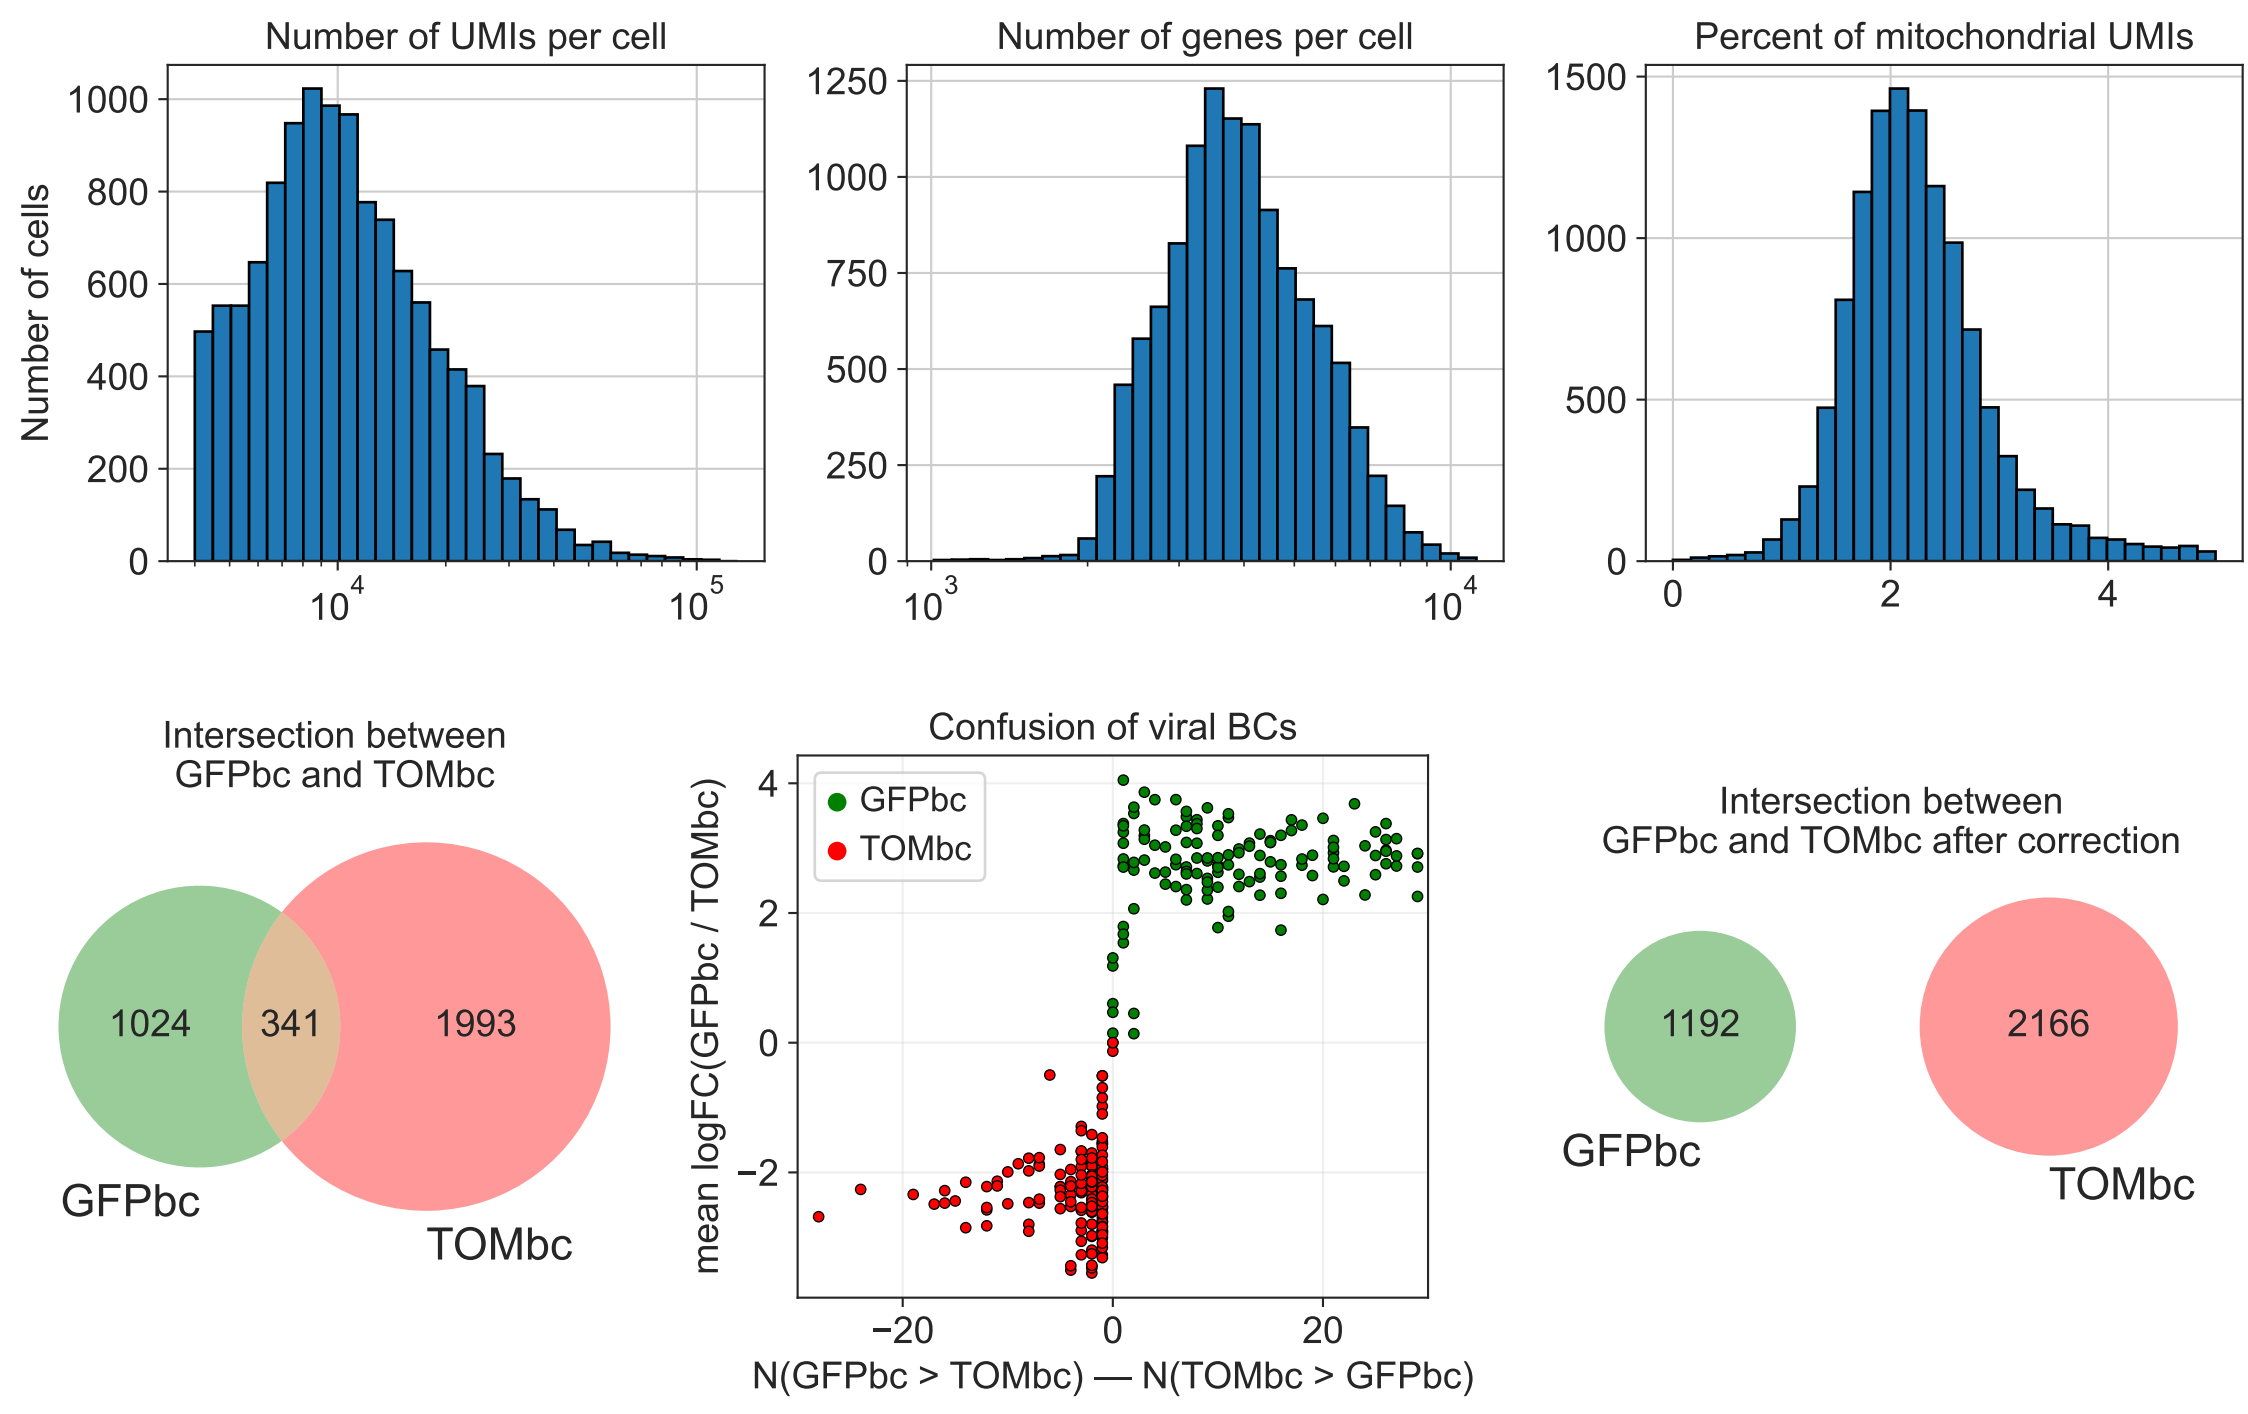 Number of UMIs per cell
Number of cells
0
200
400
600
800
1000
10^4
10^5
Number of genes per cell
0
250
500
750
1000
1250
10^3
10^4
Percent of mitochondrial UMIs
0
500
1000
1500
0
2
4
Intersection between
GFPbc and TOMbc
1024
341
1993
GFPbc
TOMbc
Confusion of viral BCs
GFPbc
TOMbc
mean logFC(GFPbc / TOMbc)
4
2
0
−2
−20
0
20
N(GFPbc > TOMbc) — N(TOMbc > GFPbc)
Intersection between
GFPbc and TOMbc after correction
1192
2166
GFPbc
TOMbc